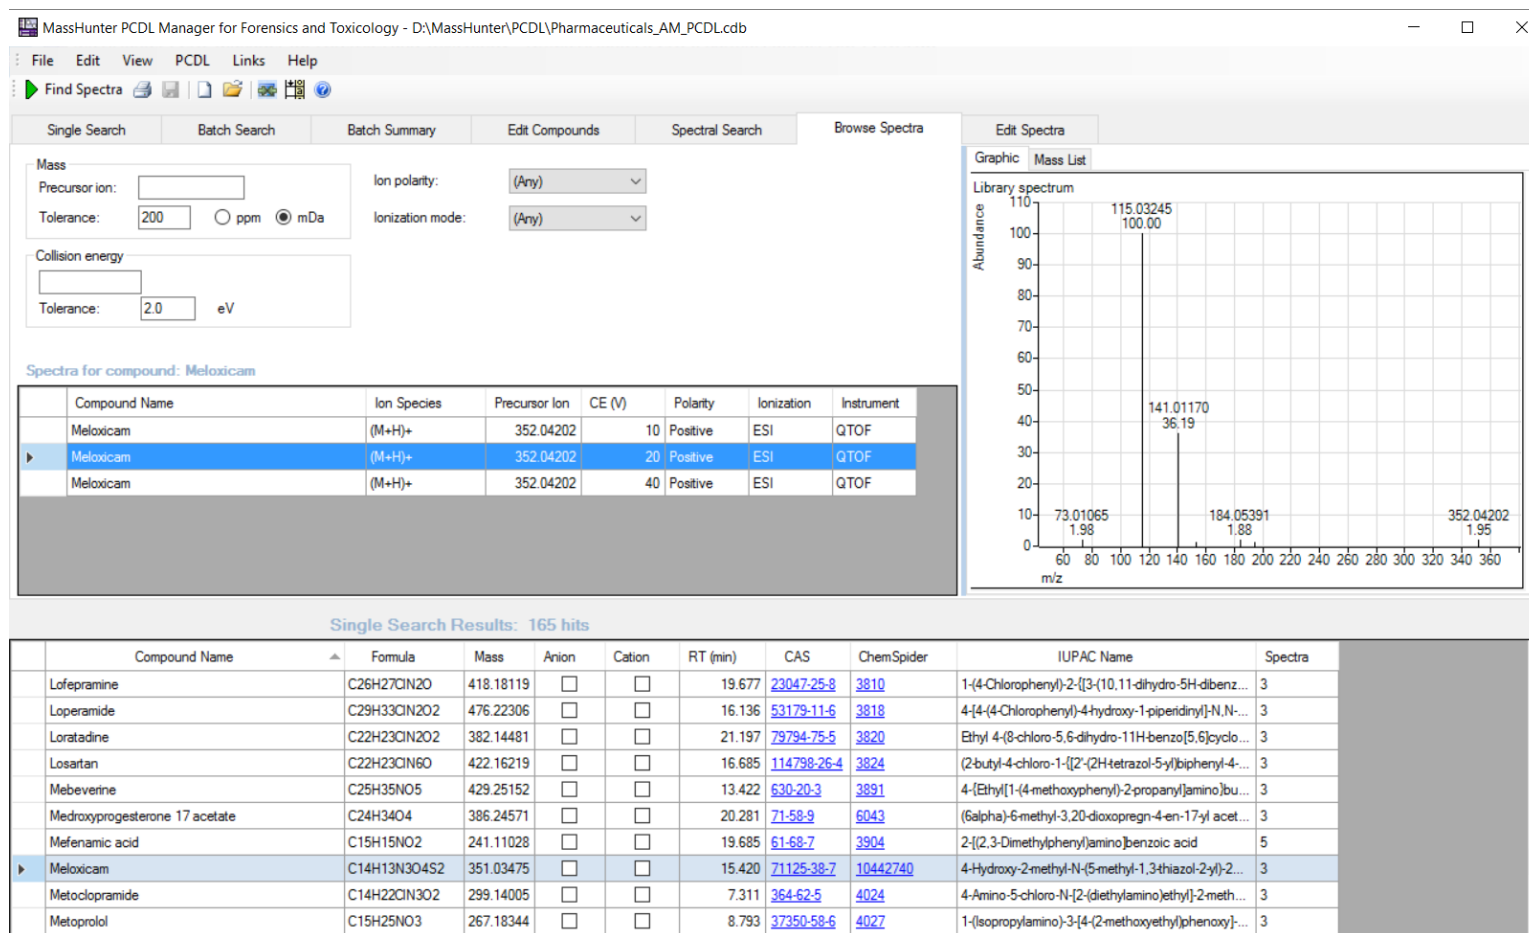 MassHunter PCDL Manager for Forensics and Toxicology - D:\MassHunter\PCDL\Pharmaceuticals_AM_PCDL.cdb
File Edit View PCDL Links Help
Find Spectra
Single Search Batch Search Batch Summary Edit Compounds Spectral Search Browse Spectra Edit Spectra
Mass
Precursor ion:
Tolerance: 200 ppm mDa
Ion polarity: (Any)
Ionization mode: (Any)
Collision energy
Tolerance: 2.0 eV
Spectra for compound: Meloxicam
Compound Name Ion Species Precursor Ion CE (V) Polarity Ionization Instrument
Meloxicam (M+H)+ 352.04202 10 Positive ESI QTOF
Meloxicam (M+H)+ 352.04202 20 Positive ESI QTOF
Meloxicam (M+H)+ 352.04202 40 Positive ESI QTOF
Graphic Mass List
Library spectrum
Abundance
110
100
90
80
70
60
50
40
30
20
10
0
115.03245
100.00
141.01170
36.19
73.01065
1.98
184.05391
1.88
352.04202
1.95
60 80 100 120 140 160 180 200 220 240 260 280 300 320 340 360
m/z
Single Search Results: 165 hits
Compound Name Formula Mass Anion Cation RT (min) CAS ChemSpider IUPAC Name Spectra
Lofepramine C26H27ClN2O 418.18119 19.677 23047-25-8 3810 1-(4-Chlorophenyl)-2-{[3-(10,11-dihydro-5H-dibenz... 3
Loperamide C29H33ClN2O2 476.22306 16.136 53179-11-6 3818 4-[4-(4-Chlorophenyl)-4-hydroxy-1-piperidinyl]-N,N-... 3
Loratadine C22H23ClN2O2 382.14481 21.197 79794-75-5 3820 Ethyl 4-(8-chloro-5,6-dihydro-11H-benzo[5,6]cyclo... 3
Losartan C22H23ClN6O 422.16219 16.685 114798-26-4 3824 (2-butyl-4-chloro-1-{[2'-(2H-tetrazol-5-yl)biphenyl-4-... 3
Mebeverine C25H35NO5 429.25152 13.422 630-20-3 3891 4-{Ethyl[1-(4-methoxyphenyl)-2-propanyl]amino}bu... 3
Medroxyprogesterone 17 acetate C24H34O4 386.24571 20.281 71-58-9 6043 (6alpha)-6-methyl-3,20-dioxopregn-4-en-17-yl acet... 3
Mefenamic acid C15H15NO2 241.11028 19.685 61-68-7 3904 2-[(2,3-Dimethylphenyl)amino]benzoic acid 5
Meloxicam C14H13N3O4S2 351.03475 15.420 71125-38-7 10442740 4-Hydroxy-2-methyl-N-(5-methyl-1,3-thiazol-2-yl)-2... 3
Metoclopramide C14H22ClN3O2 299.14005 7.311 364-62-5 4024 4-Amino-5-chloro-N-[2-(diethylamino)ethyl]-2-meth... 3
Metoprolol C15H25NO3 267.18344 8.793 37350-58-6 4027 1-(Isopropylamino)-3-[4-(2-methoxyethyl)phenoxy]-... 3